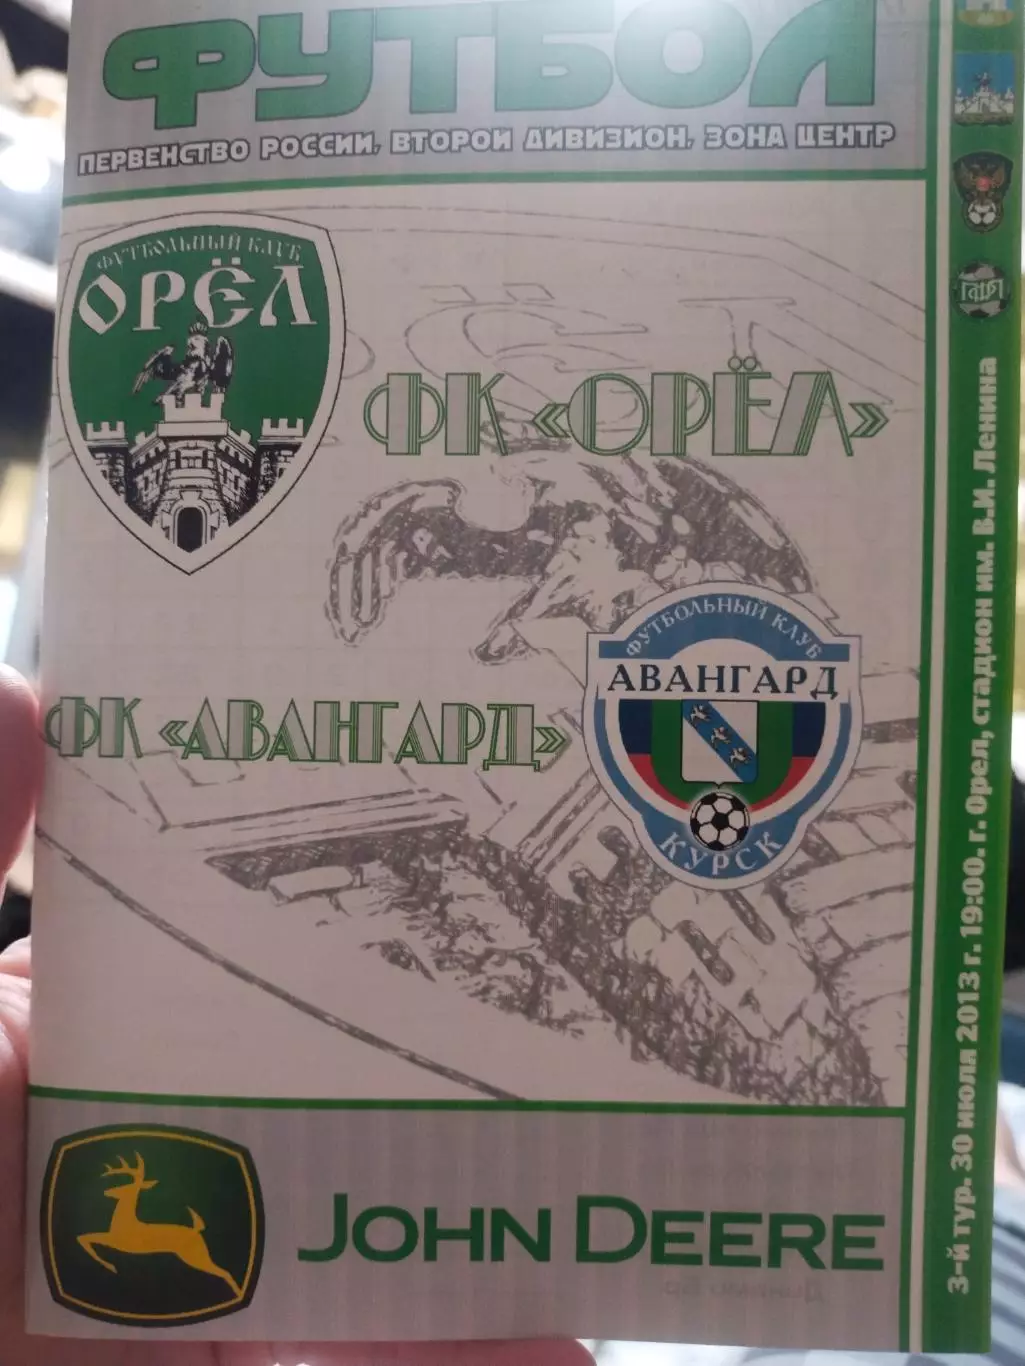 ФУТБОЛ
ПЕРВЕНСТВО РОССИИ, ВТОРОЙ ДИВИЗИОН, ЗОНА ЦЕНТР
ФУТБОЛЬНЫЙ КЛУБ
ОРЁЛ
ФК «ОРЁЛ»
ФУТБОЛЬНЫЙ КЛУБ
АВАНГАРД
КУРСК
ФК «АВАНГАРД»
JOHN DEERE
3-й тур. 30 июля 2013 г. 19:00. г. Орел, стадион им. В.И. Ленина